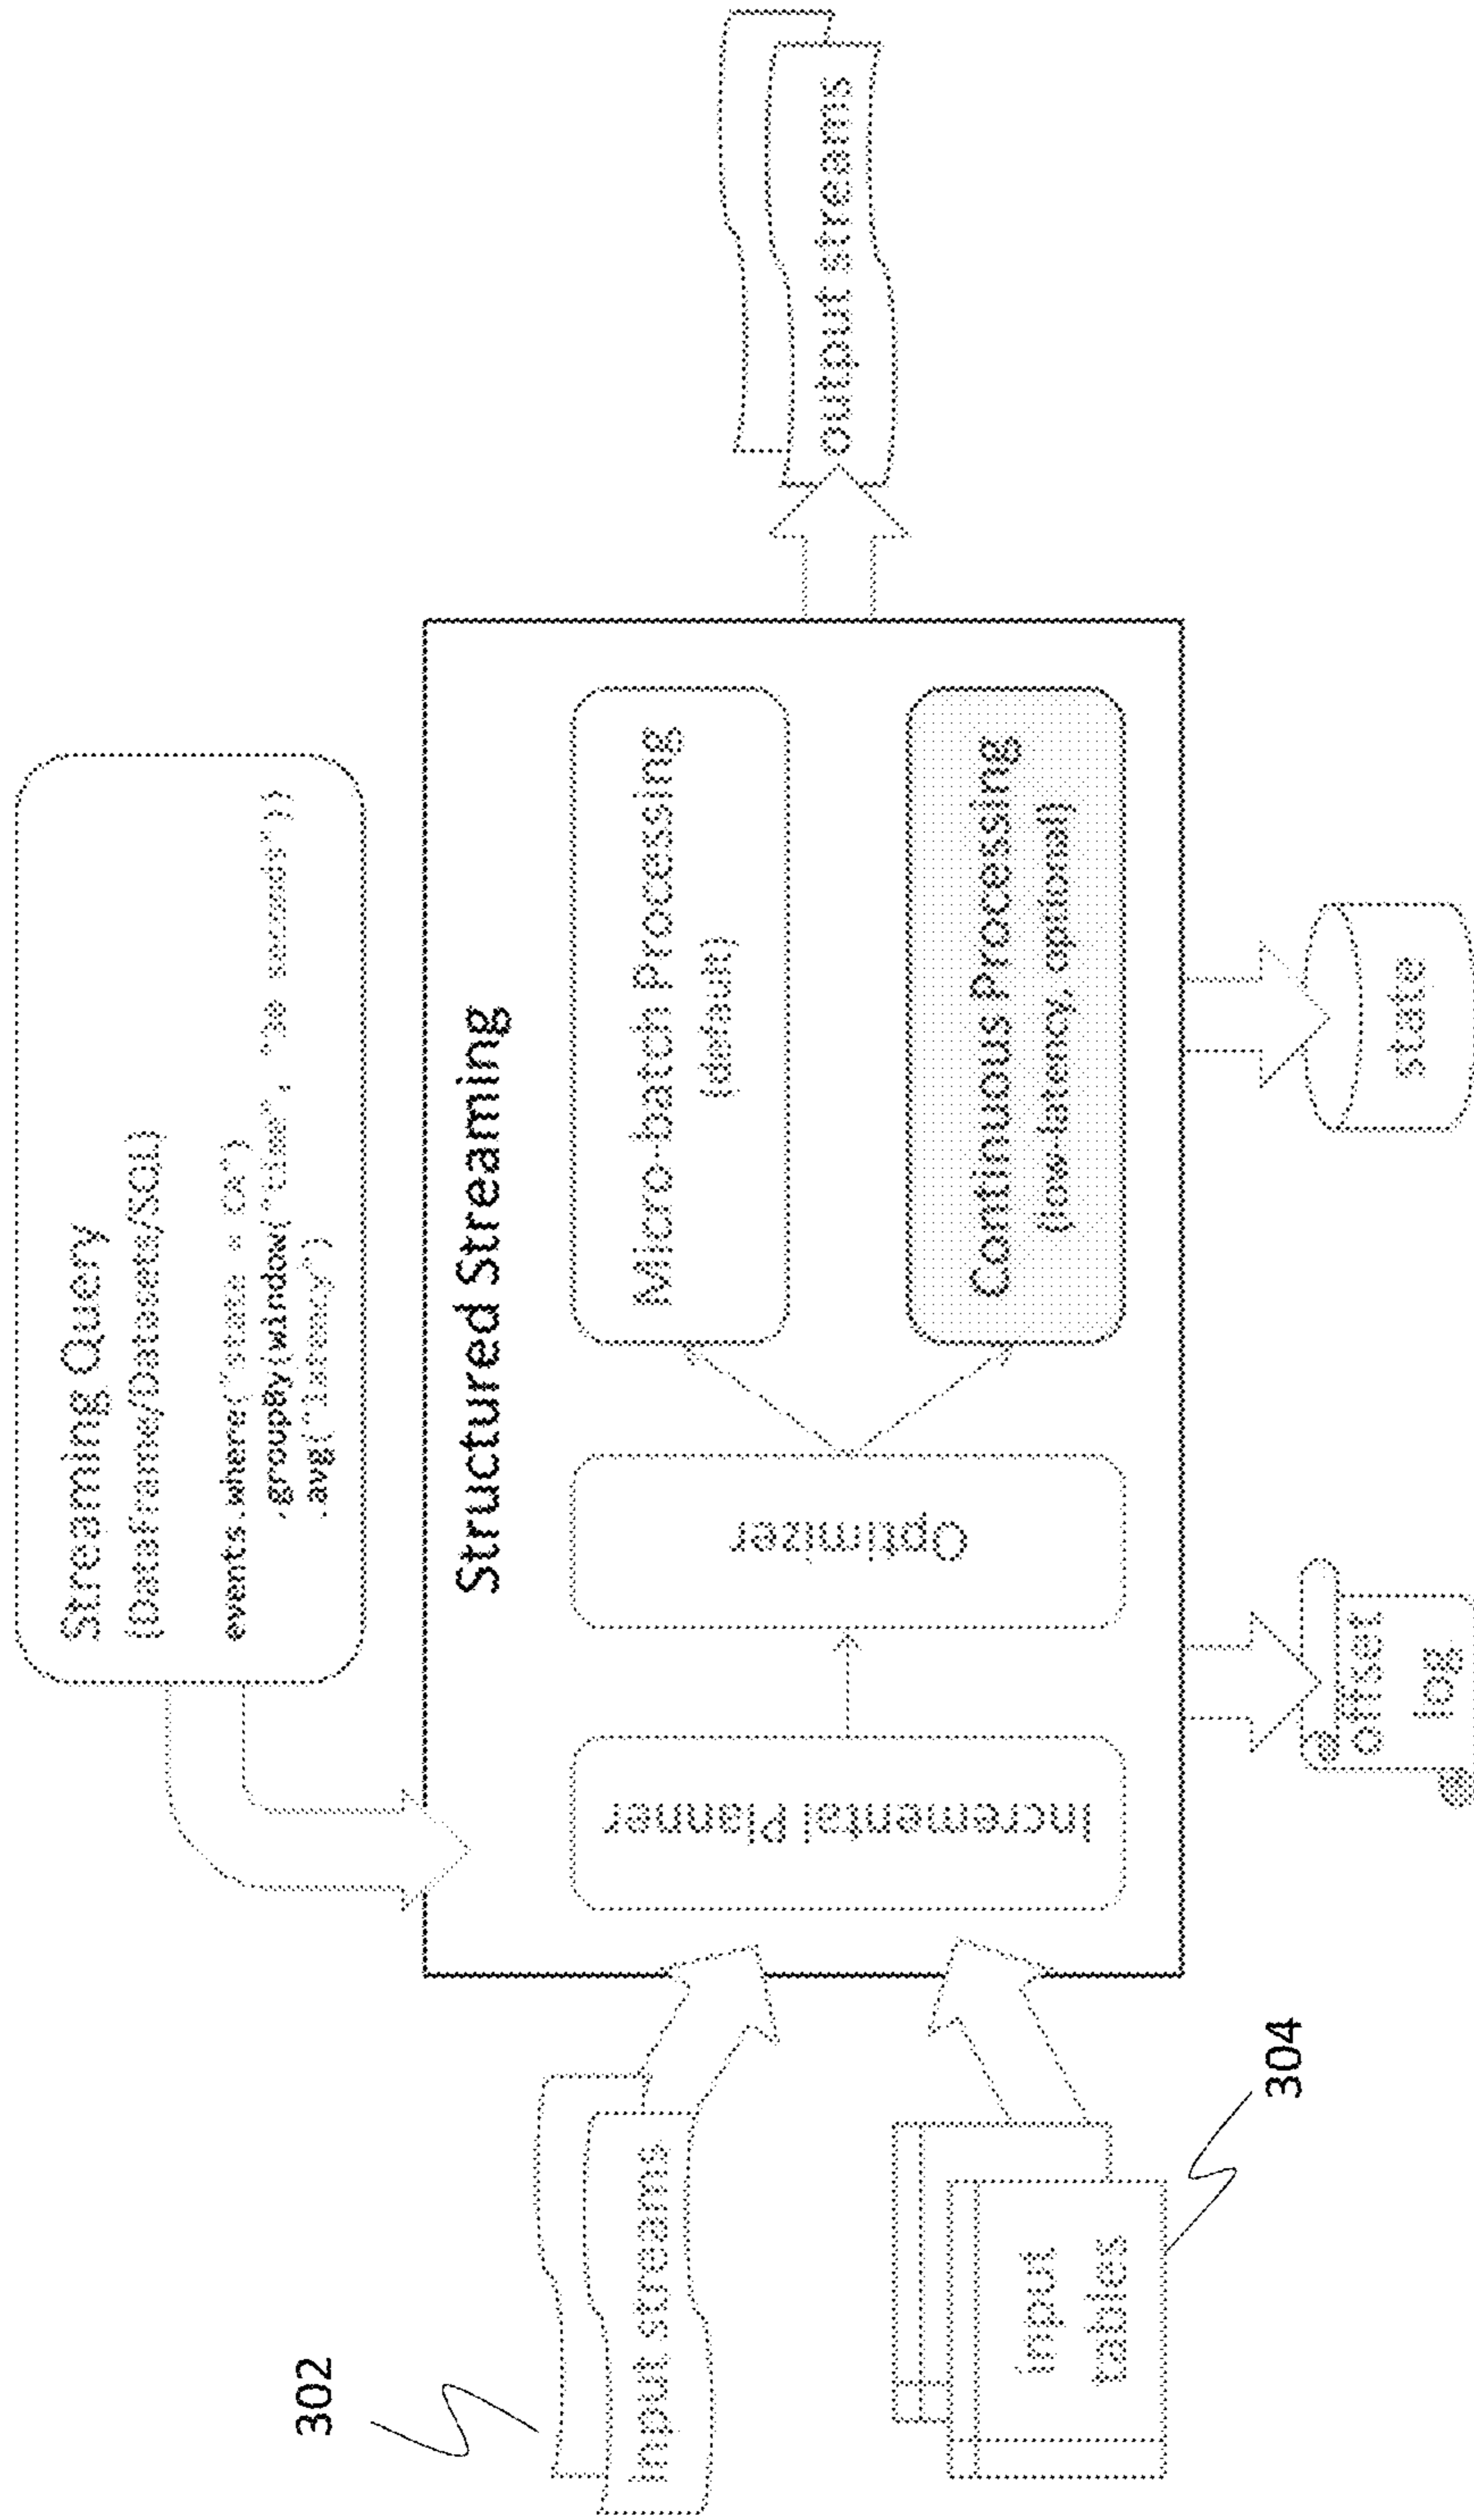 Streaming Query
(DataFrame/Datasets/SQL)
events.where("state = CA")
.groupBy(window("time", "30 seconds"))
.avg("latency")
Structured Streaming
302
Input streams
Input
tables
304
Incremental Planner
Optimizer
Micro-batch Processing
(default)
Continuous Processing
(low-latency, optional)
output streams
offset
log
state